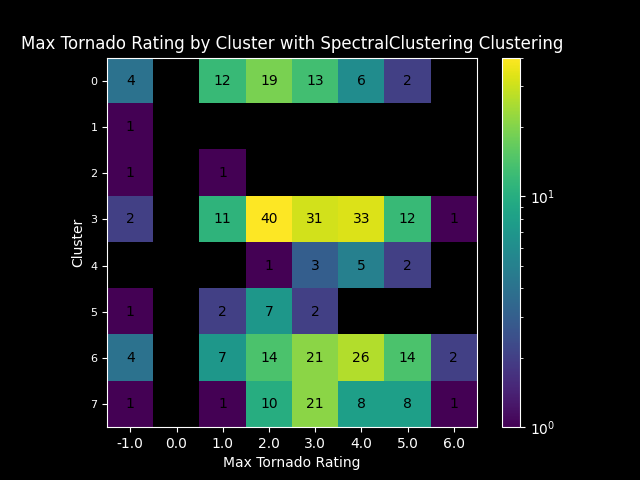 Max Tornado Rating by Cluster with SpectralClustering Clustering
0 4 12 19 13 6 2
1 1
2 1 1
3 2 11 40 31 33 12 1
4 1 3 5 2
5 1 2 7 2
6 4 7 14 21 26 14 2
7 1 1 10 21 8 8 1
-1.0 0.0 1.0 2.0 3.0 4.0 5.0 6.0
Max Tornado Rating
Cluster
10¹
10⁰